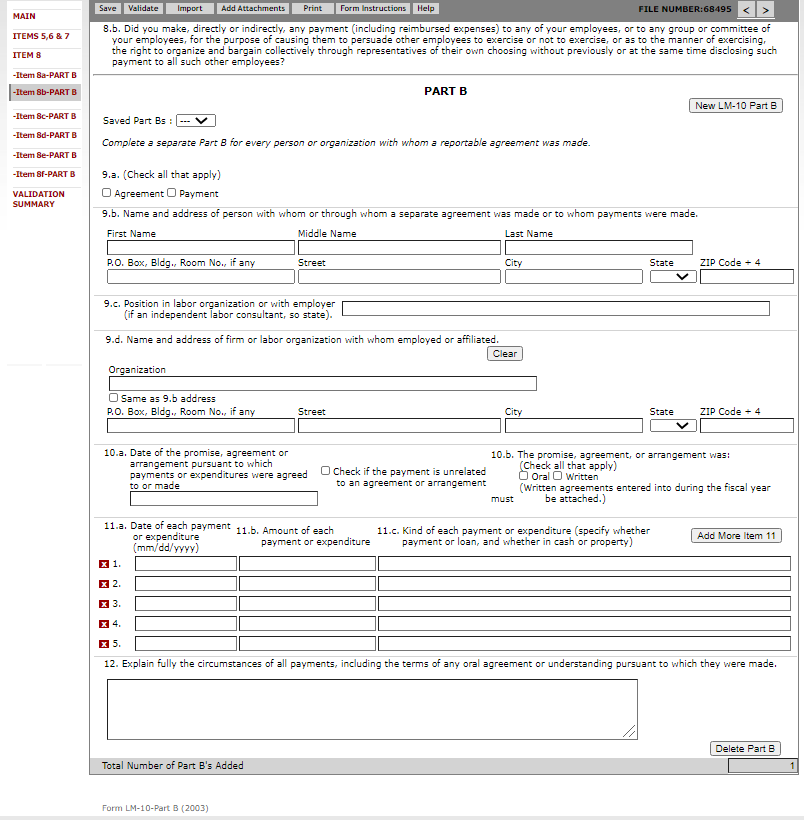 Save Validate Import Add Attachments Print Form Instructions Help FILE NUMBER:68495 < >
MAIN
ITEMS 5,6 & 7
ITEM 8
-Item 8a-PART B
-Item 8b-PART B
-Item 8c-PART B
-Item 8d-PART B
-Item 8e-PART B
-Item 8f-PART B
VALIDATION
SUMMARY
8.b. Did you make, directly or indirectly, any payment (including reimbursed expenses) to any of your employees, or to any group or committee of
your employees, for the purpose of causing them to persuade other employees to exercise or not to exercise, or as to the manner of exercising,
the right to organize and bargain collectively through representatives of their own choosing without previously or at the same time disclosing such
payment to all such other employees?
PART B
New LM-10 Part B
Saved Part Bs : ---
Complete a separate Part B for every person or organization with whom a reportable agreement was made.
9.a. (Check all that apply)
Agreement Payment
9.b. Name and address of person with whom or through whom a separate agreement was made or to whom payments were made.
First Name Middle Name Last Name
P.O. Box, Bldg., Room No., if any Street City State ZIP Code + 4
9.c. Position in labor organization or with employer
(if an independent labor consultant, so state).
9.d. Name and address of firm or labor organization with whom employed or affiliated.
Clear
Organization
Same as 9.b address
P.O. Box, Bldg., Room No., if any Street City State ZIP Code + 4
10.a. Date of the promise, agreement or
arrangement pursuant to which
payments or expenditures were agreed
to or made
Check if the payment is unrelated
to an agreement or arrangement
10.b. The promise, agreement, or arrangement was:
(Check all that apply)
Oral Written
(Written agreements entered into during the fiscal year
must be attached.)
11.a. Date of each payment
or expenditure
(mm/dd/yyyy)
11.b. Amount of each
payment or expenditure
11.c. Kind of each payment or expenditure (specify whether
payment or loan, and whether in cash or property)
Add More Item 11
x 1.
x 2.
x 3.
x 4.
x 5.
12. Explain fully the circumstances of all payments, including the terms of any oral agreement or understanding pursuant to which they were made.
Delete Part B
Total Number of Part B's Added 1
Form LM-10-Part B (2003)